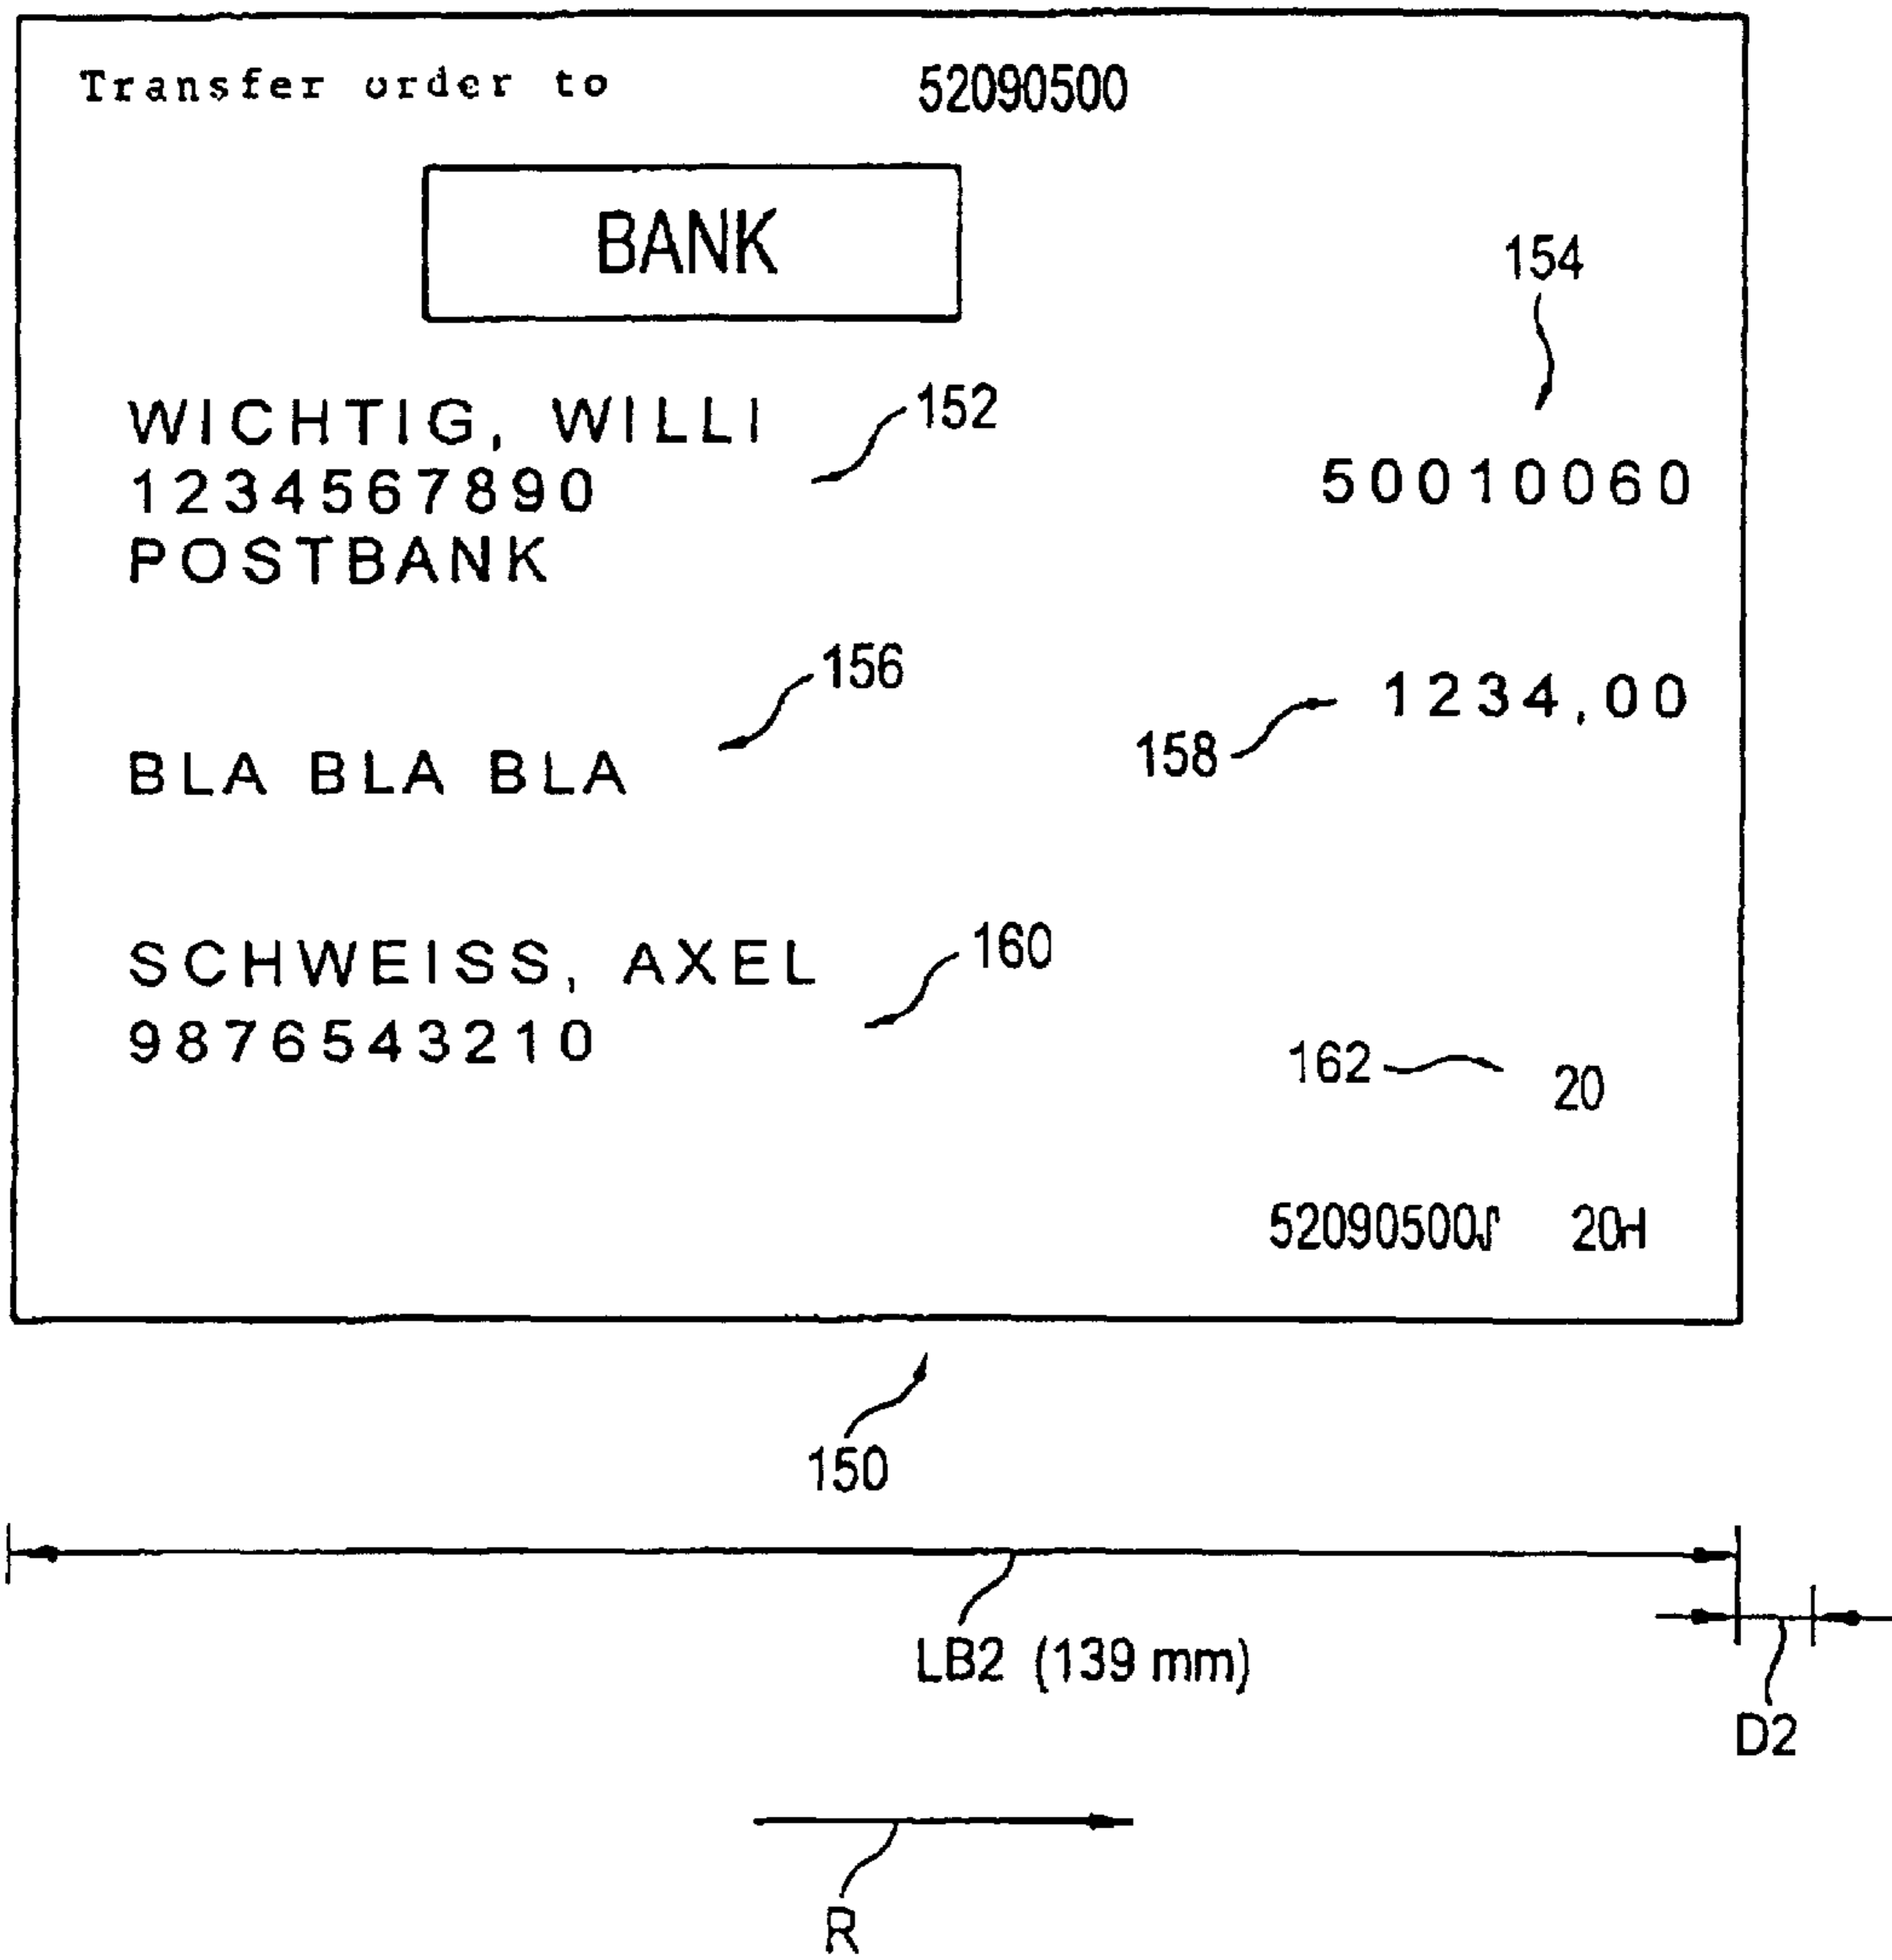 Transfer order to 52090500
BANK
154
WICHTIG, WILLI 152
1234567890 50010060
POSTBANK
156 1234,00
158
BLA BLA BLA
SCHWEISS, AXEL 160
9876543210
162 20
52090500⑀ 20H
150
LB2 (139 mm)
D2
R